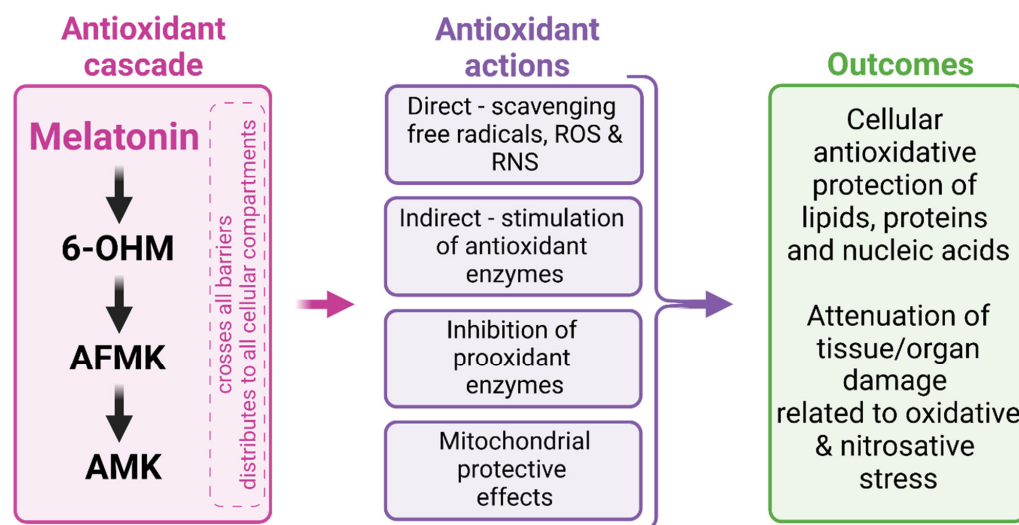 Antioxidant
cascade
Melatonin
6-OHM
AFMK
AMK
crosses all barriers
distributes to all cellular compartments
Antioxidant
actions
Direct - scavenging
free radicals, ROS &
RNS
Indirect - stimulation
of antioxidant
enzymes
Inhibition of
prooxidant
enzymes
Mitochondrial
protective
effects
Outcomes
Cellular
antioxidative
protection of
lipids, proteins
and nucleic acids
Attenuation of
tissue/organ
damage
related to oxidative
& nitrosative
stress